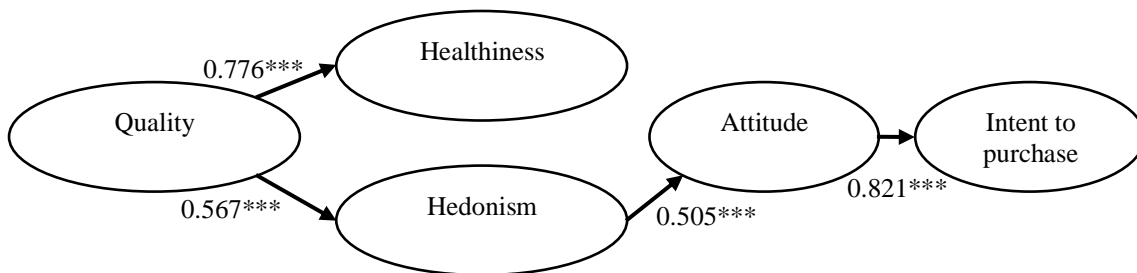 Healthiness
0.776***
Quality
Attitude
Intent to
purchase
0.821***
0.567***
Hedonism
0.505***